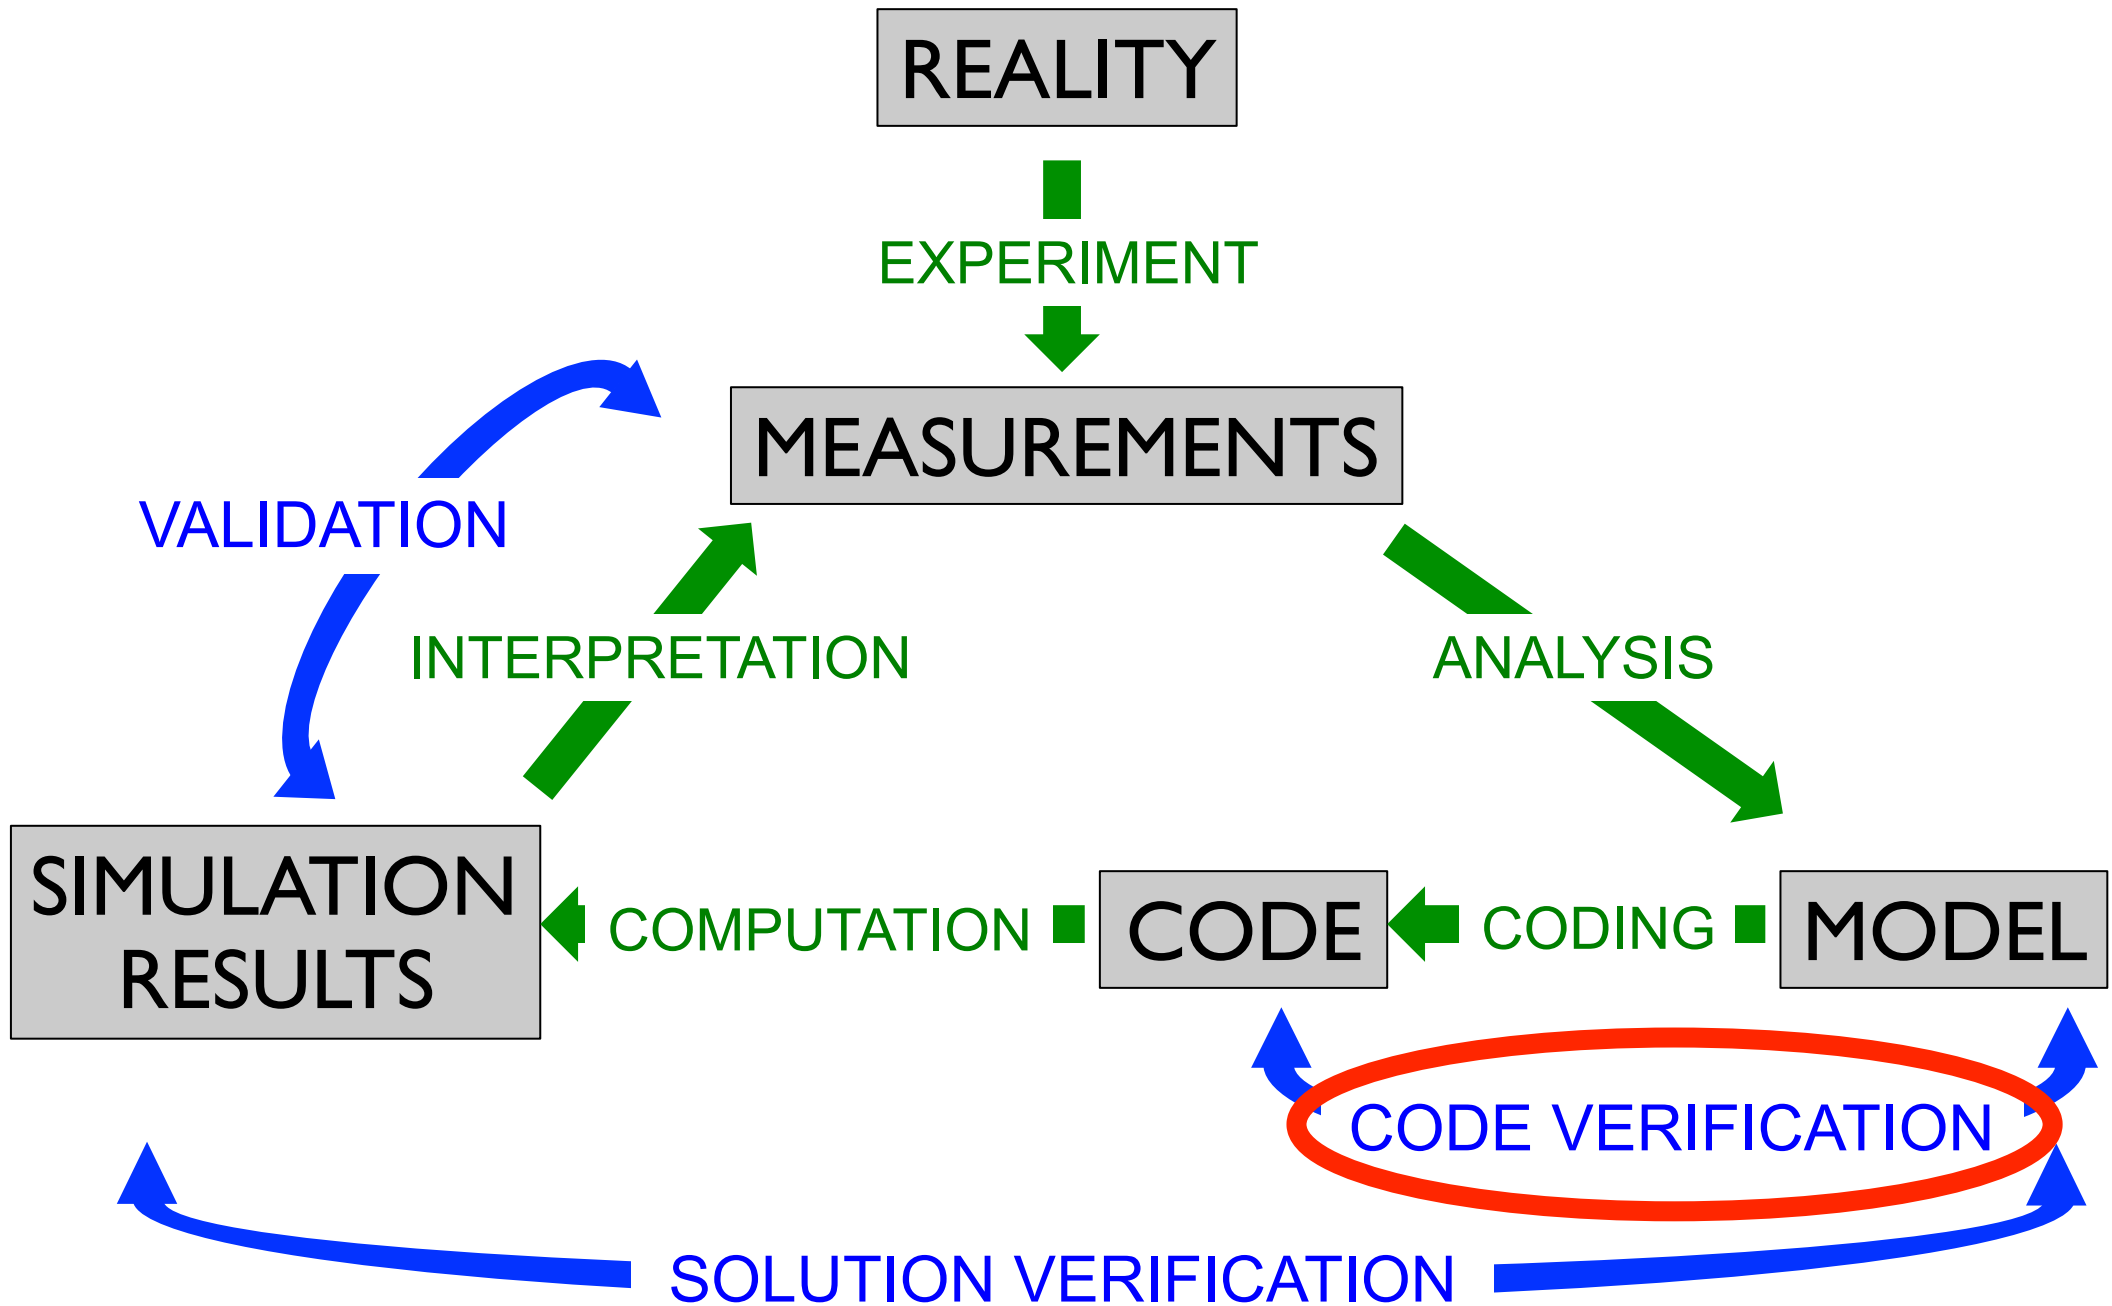 REALITY
EXPERIMENT
MEASUREMENTS
VALIDATION
INTERPRETATION
ANALYSIS
SIMULATION
RESULTS
COMPUTATION
CODE
CODING
MODEL
CODE VERIFICATION
SOLUTION VERIFICATION